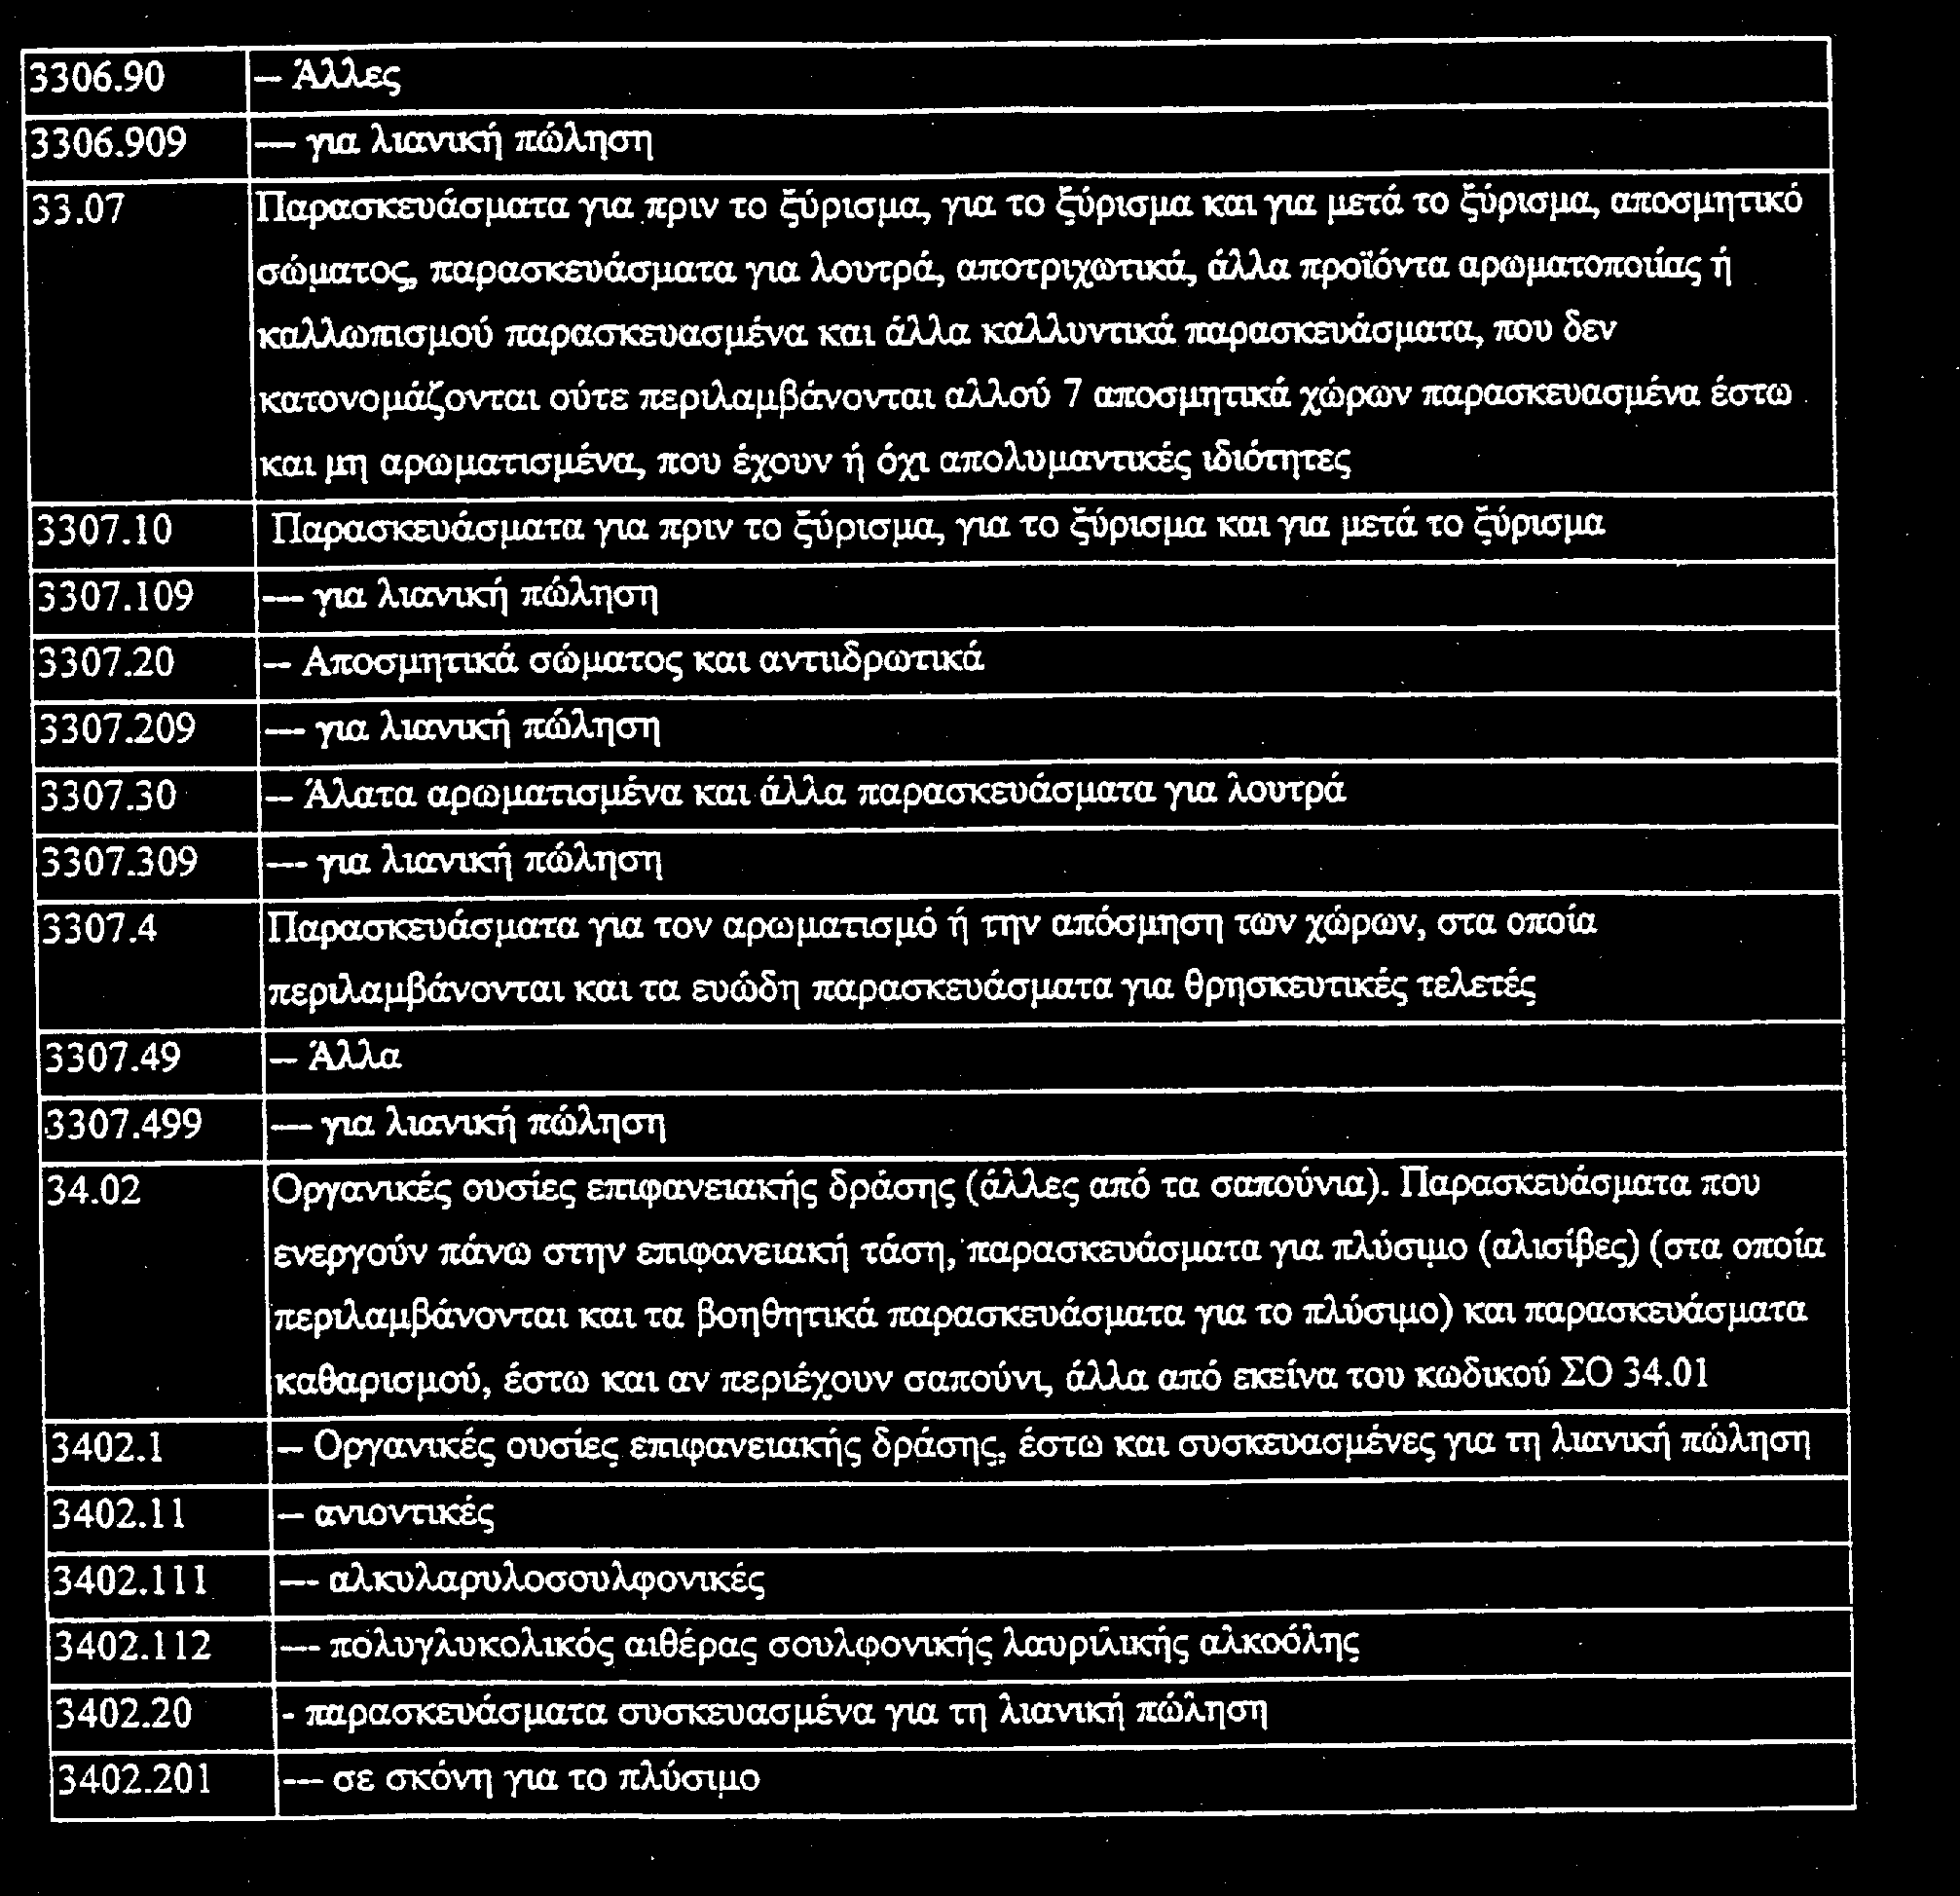 3306.90 – Άλλες
3306.909 –– για λιανική πώληση
33.07 Παρασκευάσματα για πριν το ξύρισμα, για το ξύρισμα και για μετά το ξύρισμα, αποσμητικό
σώματος, παρασκευάσματα για λουτρά, αποτριχωτικά, άλλα προϊόντα αρωματοποιίας ή
καλλωπισμού παρασκευασμένα και άλλα καλλυντικά παρασκευάσματα, που δεν
κατονομάζονται ούτε περιλαμβάνονται αλλού 7 αποσμητικά χώρων παρασκευασμένα έστω
και μη αρωματισμένα, που έχουν ή όχι απολυμαντικές ιδιότητες
3307.10 Παρασκευάσματα για πριν το ξύρισμα, για το ξύρισμα και για μετά το ξύρισμα
3307.109 –– για λιανική πώληση
3307.20 – Αποσμητικά σώματος και αντιιδρωτικά
3307.209 –– για λιανική πώληση
3307.30 – Άλατα αρωματισμένα και άλλα παρασκευάσματα για λουτρά
3307.309 –– για λιανική πώληση
3307.4 Παρασκευάσματα για τον αρωματισμό ή την απόσμηση των χώρων, στα οποία
περιλαμβάνονται και τα ευώδη παρασκευάσματα για θρησκευτικές τελετές
3307.49 – Άλλα
3307.499 –– για λιανική πώληση
34.02 Οργανικές ουσίες επιφανειακής δράσης (άλλες από τα σαπούνια). Παρασκευάσματα που
ενεργούν πάνω στην επιφανειακή τάση, παρασκευάσματα για πλύσιμο (αλισίβες) (στα οποία
περιλαμβάνονται και τα βοηθητικά παρασκευάσματα για το πλύσιμο) και παρασκευάσματα
καθαρισμού, έστω και αν περιέχουν σαπούνι, άλλα από εκείνα του κωδικού ΣΟ 34.01
3402.1 – Οργανικές ουσίες επιφανειακής δράσης, έστω και συσκευασμένες για τη λιανική πώληση
3402.11 – ανιοντικές
3402.111 –– αλκυλαρυλοσουλφονικές
3402.112 –– πολυγλυκολικός αιθέρας σουλφονικής λαυριλικής αλκοόλης
3402.20 - παρασκευάσματα συσκευασμένα για τη λιανική πώληση
3402.201 –– σε σκόνη για το πλύσιμο